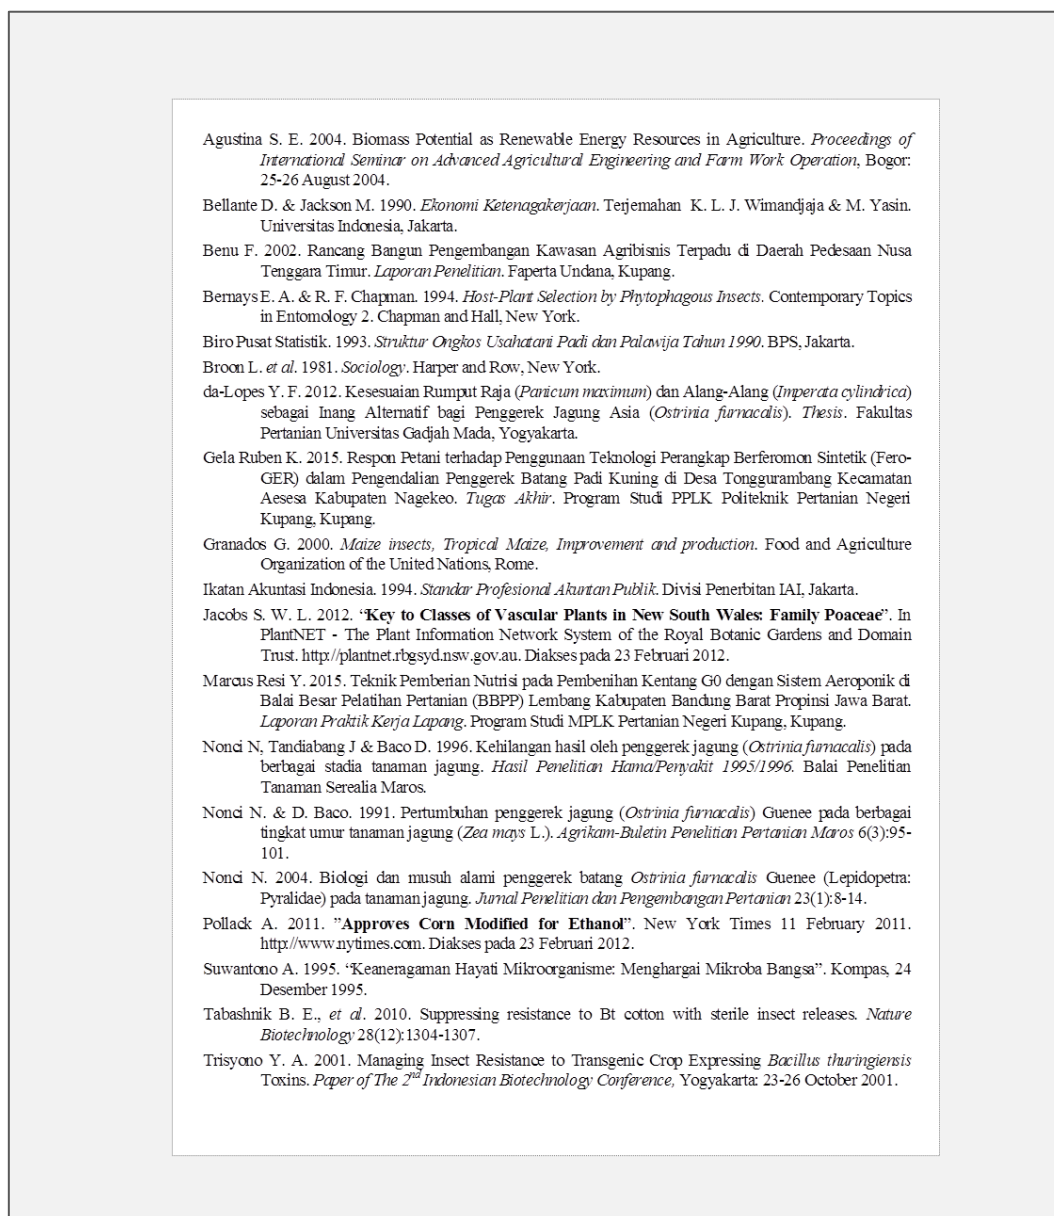 Agustina S. E. 2004. Biomass Potential as Renewable Energy Resources in Agriculture. Proceedings of
International Seminar on Advanced Agricultural Engineering and Farm Work Operation, Bogor:
25-26 August 2004.
Bellante D. & Jackson M. 1990. Ekonomi Ketenagakerjaan. Terjemahan K. L. J. Wimandjaja & M. Yasin.
Universitas Indonesia, Jakarta.
Benu F. 2002. Rancang Bangun Pengembangan Kawasan Agribisnis Terpadu di Daerah Pedesaan Nusa
Tenggara Timur. Laporan Penelitian. Faperta Undana, Kupang.
Bernays E. A. & R. F. Chapman. 1994. Host-Plant Selection by Phytophagous Insects. Contemporary Topics
in Entomology 2. Chapman and Hall, New York.
Biro Pusat Statistik. 1993. Struktur Ongkos Usahatani Padi dan Palawija Tahun 1990. BPS, Jakarta.
Broon L. et al. 1981. Sociology. Harper and Row, New York.
da-Lopes Y. F. 2012. Kesesuaian Rumput Raja (Panicum maximum) dan Alang-Alang (Imperata cylindrica)
sebagai Inang Alternatif bagi Penggerek Jagung Asia (Ostrinia furnacalis). Thesis. Fakultas
Pertanian Universitas Gadjah Mada, Yogyakarta.
Gela Ruben K. 2015. Respon Petani terhadap Penggunaan Teknologi Perangkap Berferomon Sintetik (Fero-
GER) dalam Pengendalian Penggerek Batang Padi Kuning di Desa Tonggurambang Kecamatan
Aesesa Kabupaten Nagekeo. Tugas Akhir. Program Studi PPLK Politeknik Pertanian Negeri
Kupang, Kupang.
Granados G. 2000. Maize insects, Tropical Maize, Improvement and production. Food and Agriculture
Organization of the United Nations, Rome.
Ikatan Akuntasi Indonesia. 1994. Standar Profesional Akuntan Publik. Divisi Penerbitan IAI, Jakarta.
Jacobs S. W. L. 2012. “Key to Classes of Vascular Plants in New South Wales: Family Poaceae”. In
PlantNET - The Plant Information Network System of the Royal Botanic Gardens and Domain
Trust. http://plantnet.rbgsyd.nsw.gov.au. Diakses pada 23 Februari 2012.
Marcus Resi Y. 2015. Teknik Pemberian Nutrisi pada Pembenihan Kentang G0 dengan Sistem Aeroponik di
Balai Besar Pelatihan Pertanian (BBPP) Lembang Kabupaten Bandung Barat Propinsi Jawa Barat.
Laporan Praktik Kerja Lapang. Program Studi MPLK Pertanian Negeri Kupang, Kupang.
Nonci N, Tandiabang J & Baco D. 1996. Kehilangan hasil oleh penggerek jagung (Ostrinia furnacalis) pada
berbagai stadia tanaman jagung. Hasil Penelitian Hama/Penyakit 1995/1996. Balai Penelitian
Tanaman Serealia Maros.
Nonci N. & D. Baco. 1991. Pertumbuhan penggerek jagung (Ostrinia furnacalis) Guenee pada berbagai
tingkat umur tanaman jagung (Zea mays L.). Agrikam-Buletin Penelitian Pertanian Maros 6(3):95-
101.
Nonci N. 2004. Biologi dan musuh alami penggerek batang Ostrinia furnacalis Guenee (Lepidopetra:
Pyralidae) pada tanaman jagung. Jurnal Penelitian dan Pengembangan Pertanian 23(1):8-14.
Pollack A. 2011. ”Approves Corn Modified for Ethanol”. New York Times 11 February 2011.
http://www.nytimes.com. Diakses pada 23 Februari 2012.
Suwantono A. 1995. “Keaneragaman Hayati Mikroorganisme: Menghargai Mikroba Bangsa”. Kompas, 24
Desember 1995.
Tabashnik B. E., et al. 2010. Suppressing resistance to Bt cotton with sterile insect releases. Nature
Biotechnology 28(12):1304-1307.
Trisyono Y. A. 2001. Managing Insect Resistance to Transgenic Crop Expressing Bacillus thuringiensis
Toxins. Paper of The 2nd Indonesian Biotechnology Conference, Yogyakarta: 23-26 October 2001.